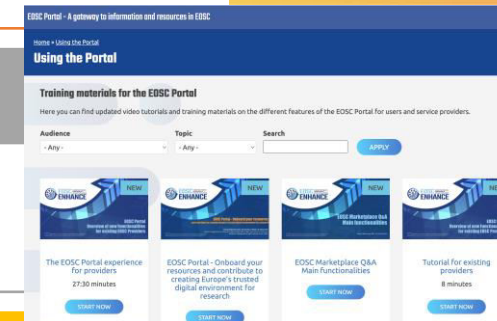 EOSC Portal - A gateway to information and resources in EOSC
Home » Using the Portal
Using the Portal
Training materials for the EOSC Portal
Here you can find updated video tutorials and training materials on the different features of the EOSC Portal for users and service providers.
Audience Topic Search
- Any - - Any - APPLY
NEW NEW NEW NE
EOSC EOSC EOSC EOSC
ENHANCE ENHANCE ENHANCE ENHANCE
EOSC Marketplace Q&A
Main functionalities
The EOSC Portal experience
for providers
27:30 minutes
START NOW
EOSC Portal - Onboard your
resources and contribute to
creating Europe's trusted
digital environment for
research
START NOW
EOSC Marketplace Q&A
Main functionalities
START NOW
Tutorial for existing
providers
8 minutes
START NOW